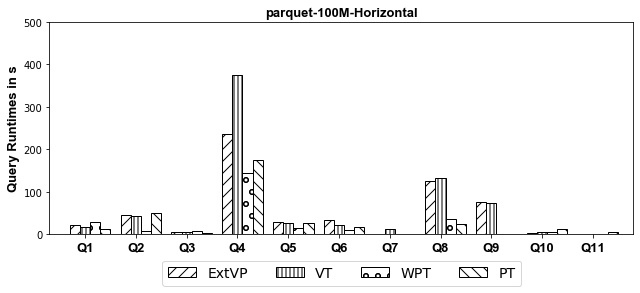 parquet-100M-Horizontal
Query Runtimes in s
500
400
300
200
100
0
Q1 Q2 Q3 Q4 Q5 Q6 Q7 Q8 Q9 Q10 Q11
ExtVP VT WPT PT